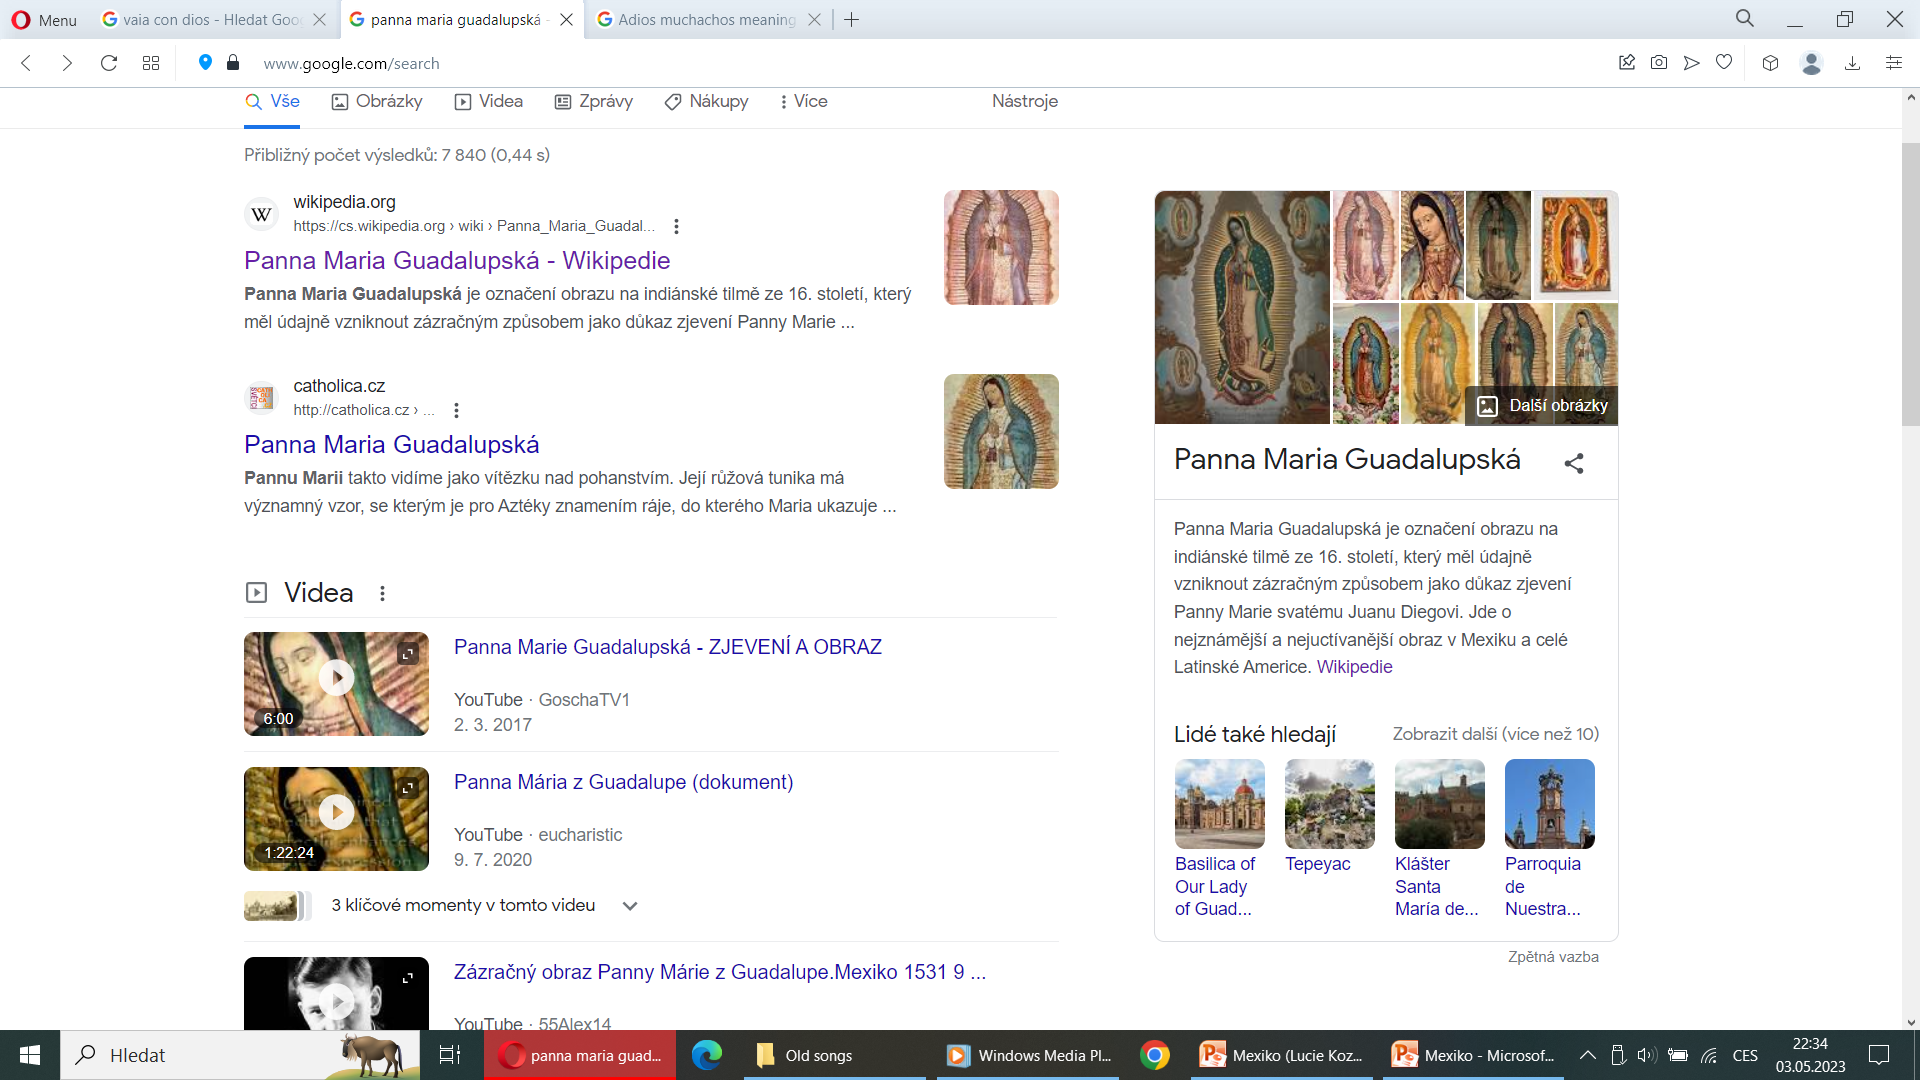 Menu
vaia con dios - Hledat Goo
panna maria guadalupská -
Adios muchachos meaning
www.google.com/search
Vše
Obrázky
Videa
Zprávy
Nákupy
Více
Nástroje
Přibližný počet výsledků: 7 840 (0,44 s)
wikipedia.org
https://cs.wikipedia.org › wiki › Panna_Maria_Guadal...
Panna Maria Guadalupská - Wikipedie
Panna Maria Guadalupská je označení obrazu na indiánské tilmě ze 16. století, který
měl údajně vzniknout zázračným způsobem jako důkaz zjevení Panny Marie ...
catholica.cz
http://catholica.cz › ...
Panna Maria Guadalupská
Pannu Marii takto vidíme jako vítězku nad pohanstvím. Její růžová tunika má
významný vzor, se kterým je pro Aztéky znamením ráje, do kterého Maria ukazuje ...
Videa
6:00
Panna Marie Guadalupská - ZJEVENÍ A OBRAZ
YouTube · GoschaTV1
2. 3. 2017
1:22:24
Panna Mária z Guadalupe (dokument)
YouTube · eucharistic
9. 7. 2020
3 klíčové momenty v tomto videu
Zázračný obraz Panny Márie z Guadalupe.Mexiko 1531 9 ...
YouTube · 55Alex14
Další obrázky
Panna Maria Guadalupská
Panna Maria Guadalupská je označení obrazu na
indiánské tilmě ze 16. století, který měl údajně
vzniknout zázračným způsobem jako důkaz zjevení
Panny Marie svatému Juanu Diegovi. Jde o
nejznámější a nejuctívanější obraz v Mexiku a celé
Latinské Americe. Wikipedie
Lidé také hledají
Zobrazit další (více než 10)
Basilica of
Our Lady
of Guad...
Tepeyac
Klášter
Santa
María de...
Parroquia
de
Nuestra...
Zpětná vazba
Hledat
panna maria guad...
Old songs
Windows Media Pl...
Mexiko (Lucie Koz...
Mexiko - Microsof...
CES
22:34
03.05.2023